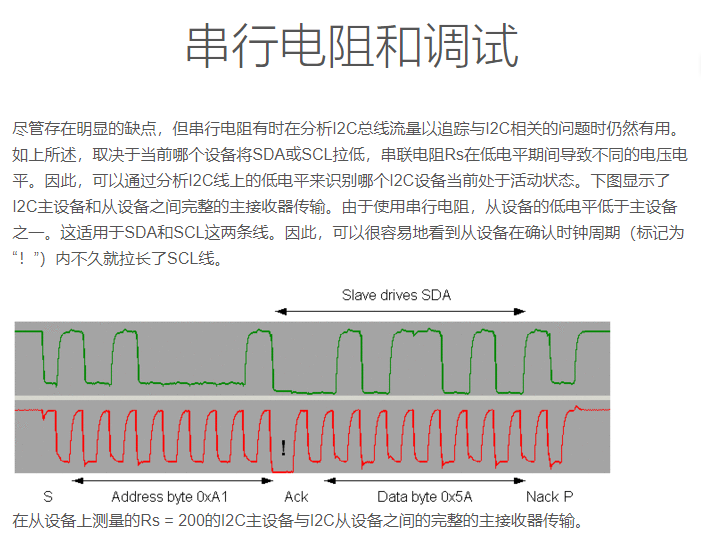 串行电阻和调试
尽管存在明显的缺点，但串行电阻有时在分析I2C总线流量以追踪与I2C相关的问题时仍然有用。
如上所述，取决于当前哪个设备将SDA或SCL拉低，串联电阻Rs在低电平期间导致不同的电压电
平。因此，可以通过分析I2C线上的低电平来识别哪个I2C设备当前处于活动状态。下图显示了
I2C主设备和从设备之间完整的主接收器传输。由于使用串行电阻，从设备的低电平低于主设备
之一。这适用于SDA和SCL这两条线。因此，可以很容易地看到从设备在确认时钟周期（标记为
“！”）内不久就拉长了SCL线。
Slave drives SDA
!
S Address byte 0xA1 Ack Data byte 0x5A Nack P
在从设备上测量的Rs = 200的I2C主设备与I2C从设备之间的完整的主接收器传输。